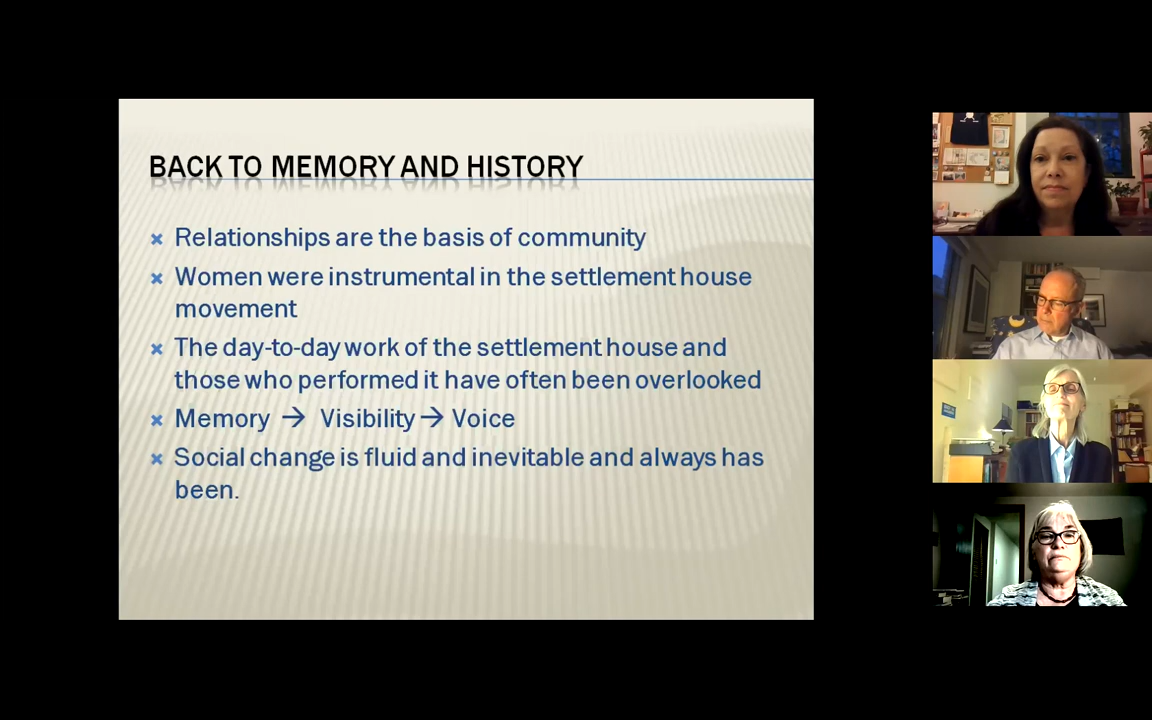 BACK TO MEMORY AND HISTORY
Relationships are the basis of community
Women were instrumental in the settlement house
movement
The day-to-day work of the settlement house and
those who performed it have often been overlooked
Memory → Visibility → Voice
Social change is fluid and inevitable and always has
been.